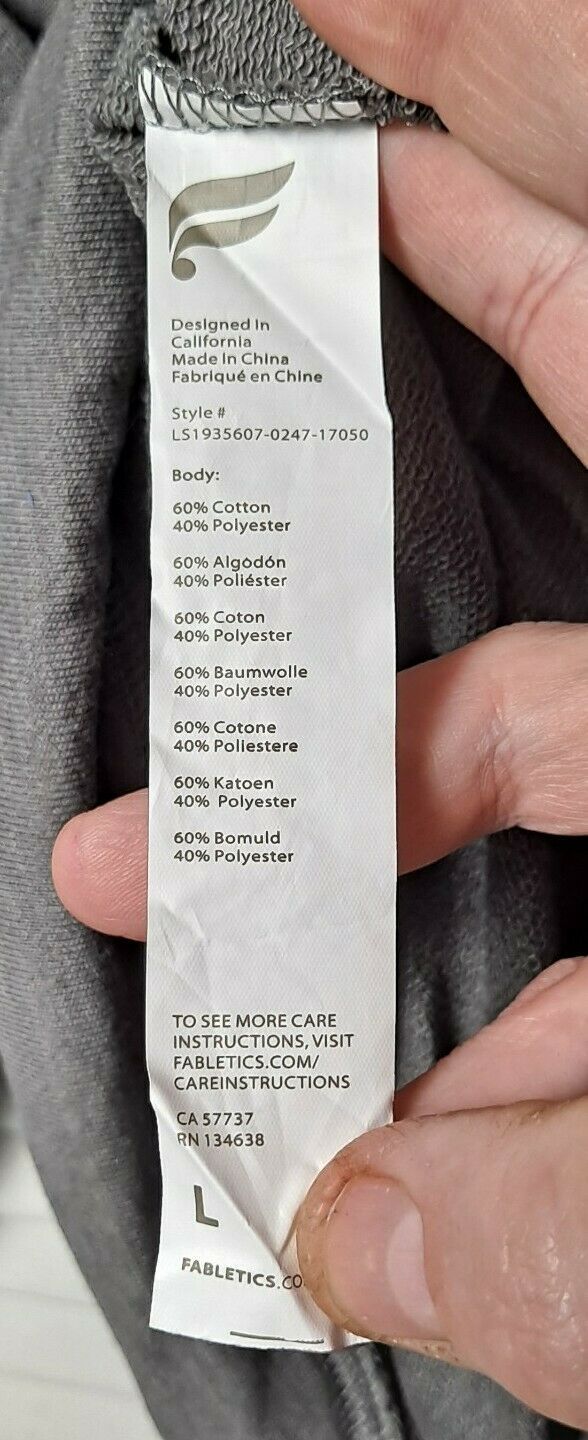 Designed in
California
Made in China
Fabriqué en Chine
Style #
LS1935607-0247-17050
Body:
60% Cotton
40% Polyester
60% Algodón
40% Poliéster
60% Coton
40% Polyester
60% Baumwolle
40% Polyester
60% Cotone
40% Poliestere
60% Katoen
40% Polyester
60% Bomuld
40% Polyester
TO SEE MORE CARE
INSTRUCTIONS, VISIT
FABLETICS.COM/
CAREINSTRUCTIONS
CA 57737
RN 134638
L
FABLETICS.CO